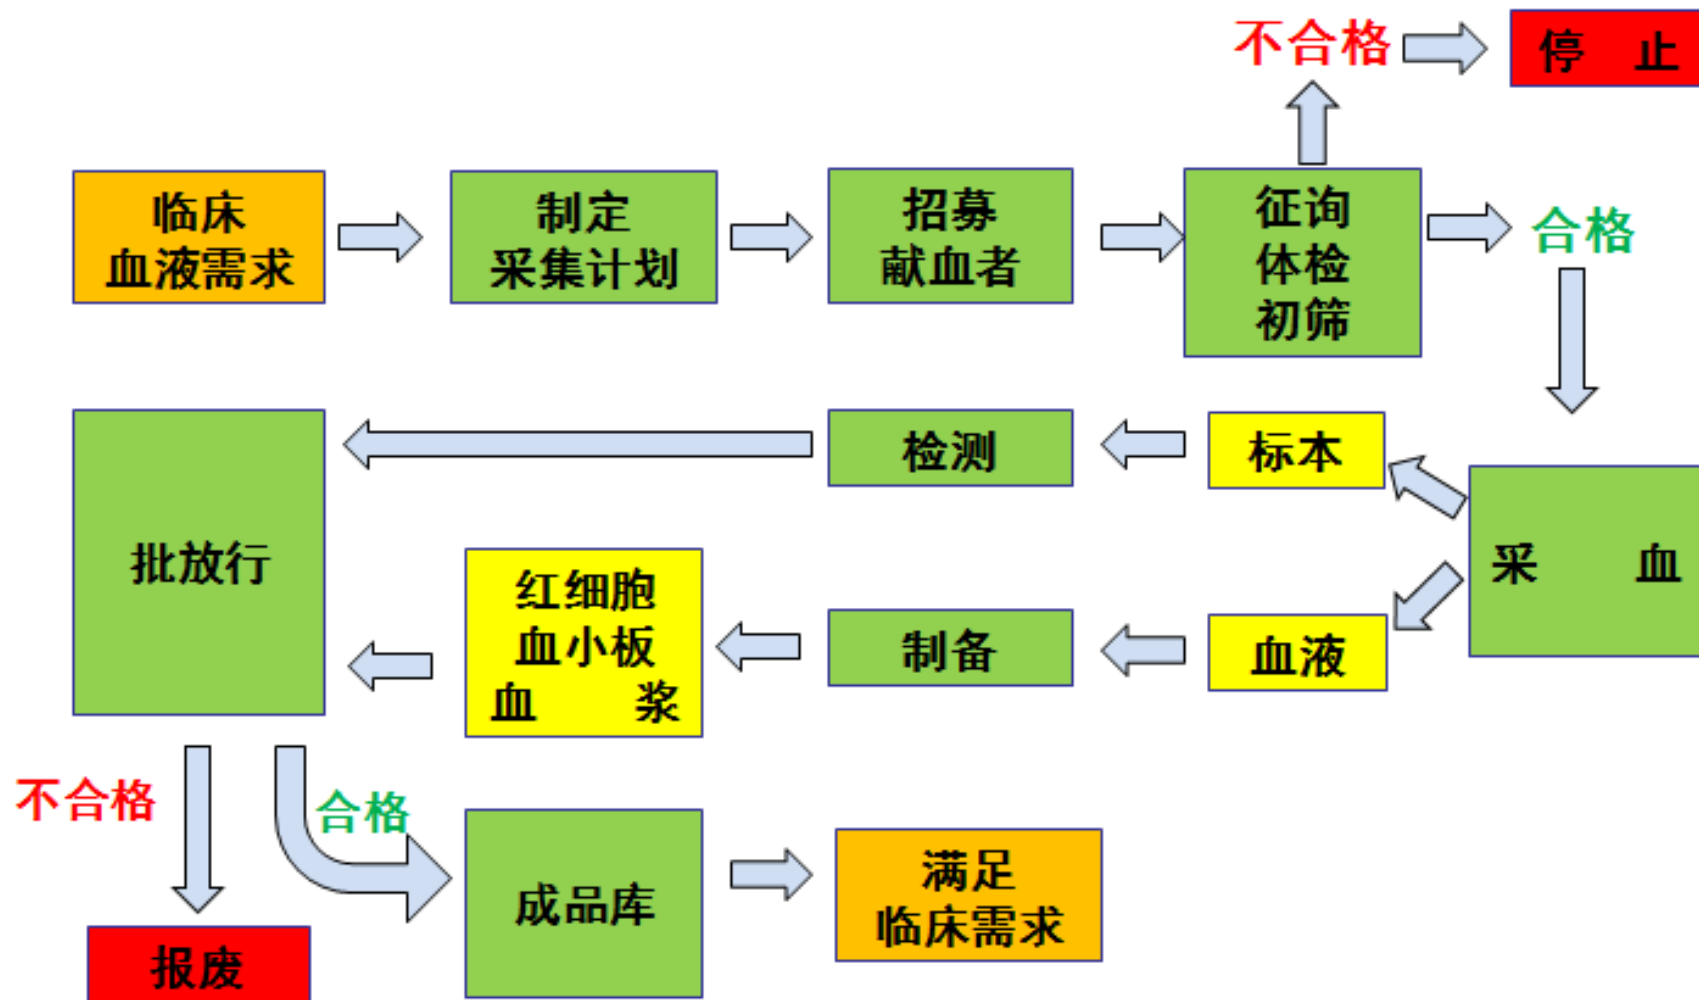 不合格
停 止
临床
血液需求
制定
采集计划
招募
献血者
征询
体检
初筛
合格
批放行
检测
标本
采 血
红细胞
血小板
血 浆
制备
血液
不合格
合格
报废
成品库
满足
临床需求